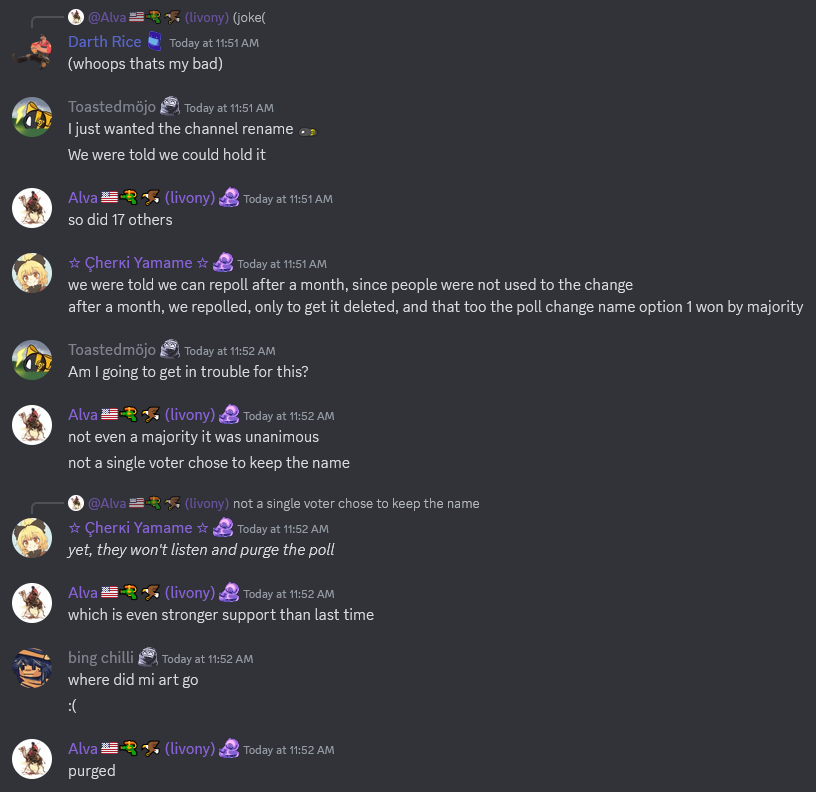 @Alva (livony) (joke(
Darth Rice Today at 11:51 AM
(whoops thats my bad)
Toastedmöjo Today at 11:51 AM
I just wanted the channel rename
We were told we could hold it
Alva (livony) Today at 11:51 AM
so did 17 others
☆ Çherкi Yamame ☆ Today at 11:51 AM
we were told we can repoll after a month, since people were not used to the change
after a month, we repolled, only to get it deleted, and that too the poll change name option 1 won by majority
Toastedmöjo Today at 11:52 AM
Am I going to get in trouble for this?
Alva (livony) Today at 11:52 AM
not even a majority it was unanimous
not a single voter chose to keep the name
@Alva (livony) not a single voter chose to keep the name
☆ Çherкi Yamame ☆ Today at 11:52 AM
yet, they won't listen and purge the poll
Alva (livony) Today at 11:52 AM
which is even stronger support than last time
bing chilli Today at 11:52 AM
where did mi art go
:(
Alva (livony) Today at 11:52 AM
purged